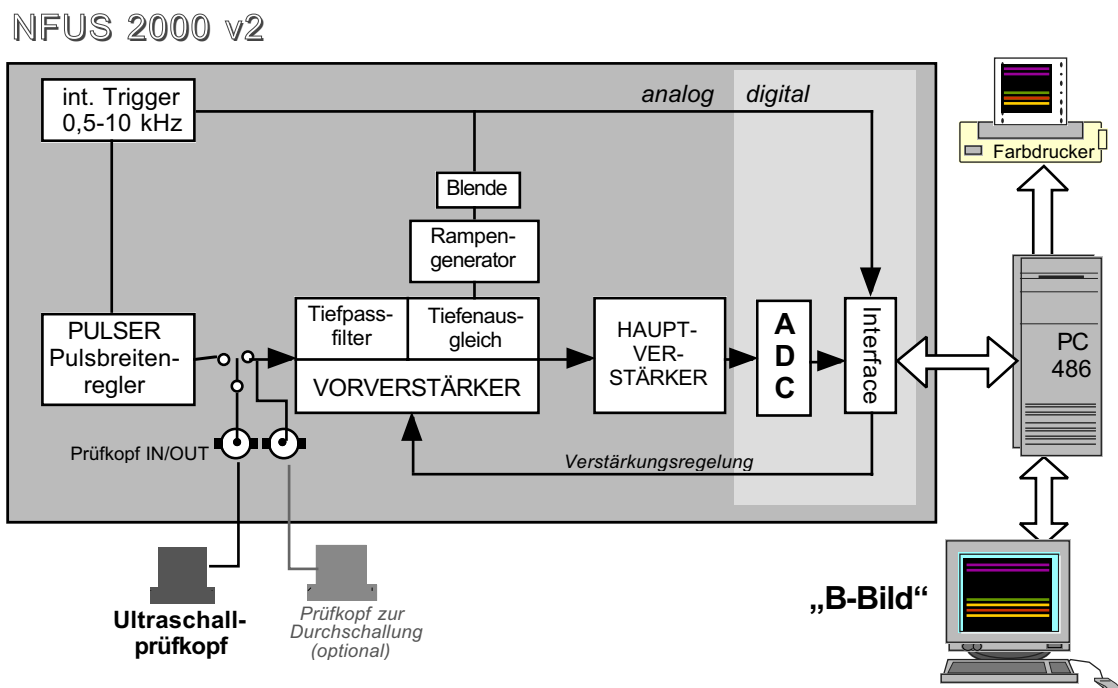 NFUS 2000 v2
int. Trigger
0,5-10 kHz
analog
digital
Farbdrucker
Blende
Rampen-
generator
PULSER
Pulsbreiten-
regler
Tiefpass-
filter
Tiefenaus-
gleich
VORVERSTÄRKER
HAUPT-
VER-
STÄRKER
A
D
C
Interface
PC
486
Prüfkopf IN/OUT
Verstärkungsregelung
Ultraschall-
prüfkopf
Prüfkopf zur
Durchschallung
(optional)
„B-Bild“